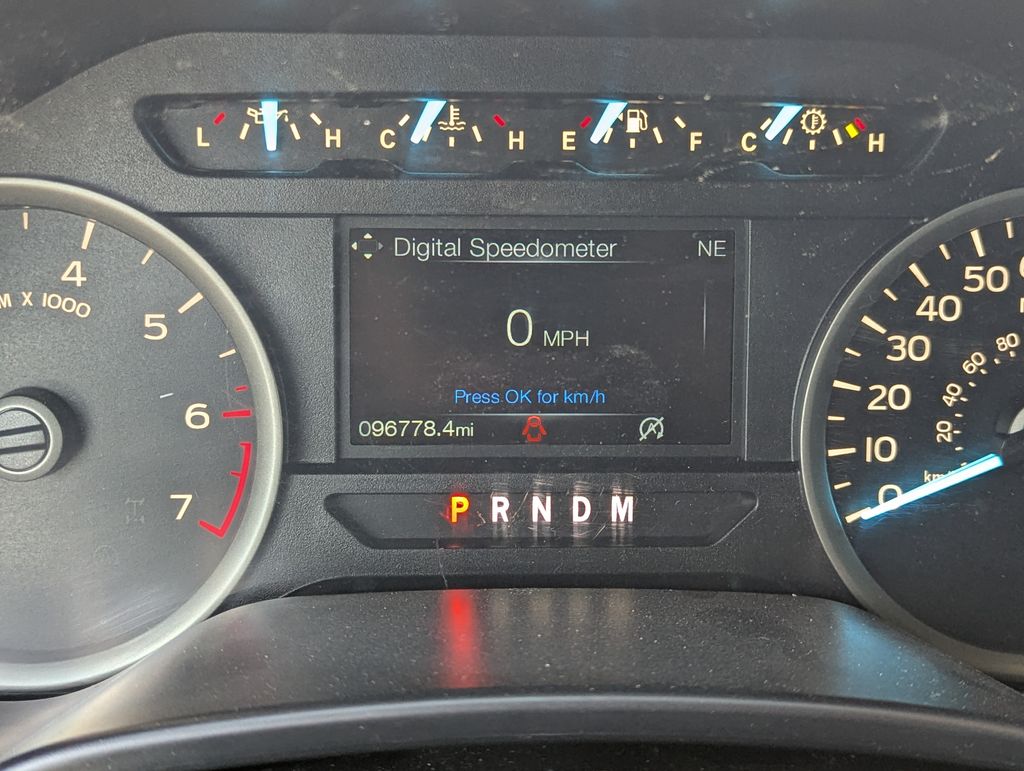 L H C H E F C H
Digital Speedometer NE
0 MPH
Press OK for km/h
096778.4mi
P R N D M
4
5
6
7
X 1000
50
40
30
20
10
0
80
60
40
20